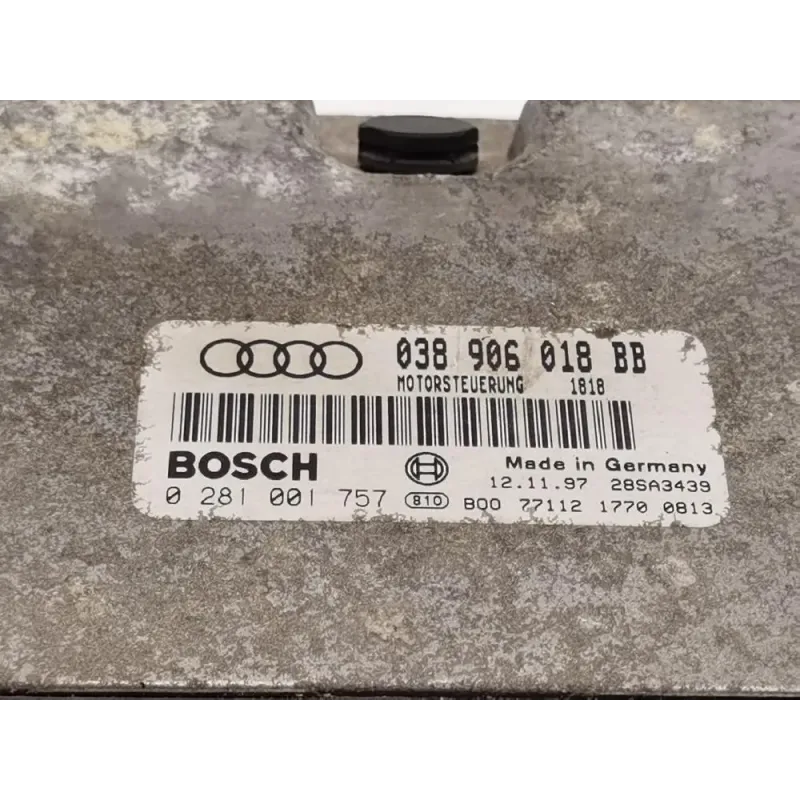 038 906 018 BB
MOTORSTEUERUNG 1818
BOSCH
Made in Germany
12.11.97 28SA3439
0 281 001 757 810 B00 77112 1770 0813